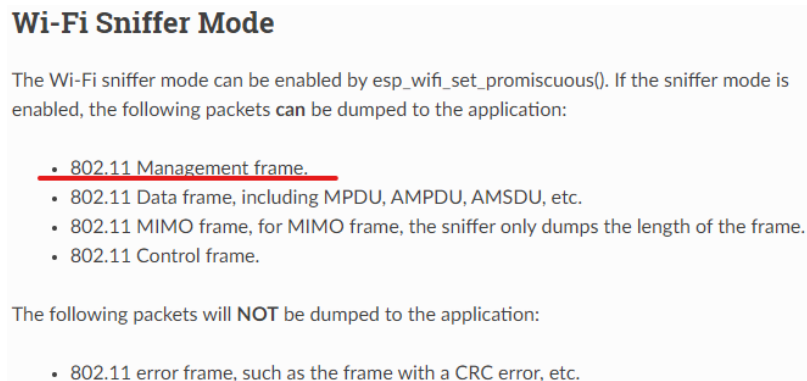 Wi-Fi Sniffer Mode
The Wi-Fi sniffer mode can be enabled by esp_wifi_set_promiscuous(). If the sniffer mode is
enabled, the following packets can be dumped to the application:
• 802.11 Management frame.
• 802.11 Data frame, including MPDU, AMPDU, AMSDU, etc.
• 802.11 MIMO frame, for MIMO frame, the sniffer only dumps the length of the frame.
• 802.11 Control frame.
The following packets will NOT be dumped to the application:
• 802.11 error frame, such as the frame with a CRC error, etc.